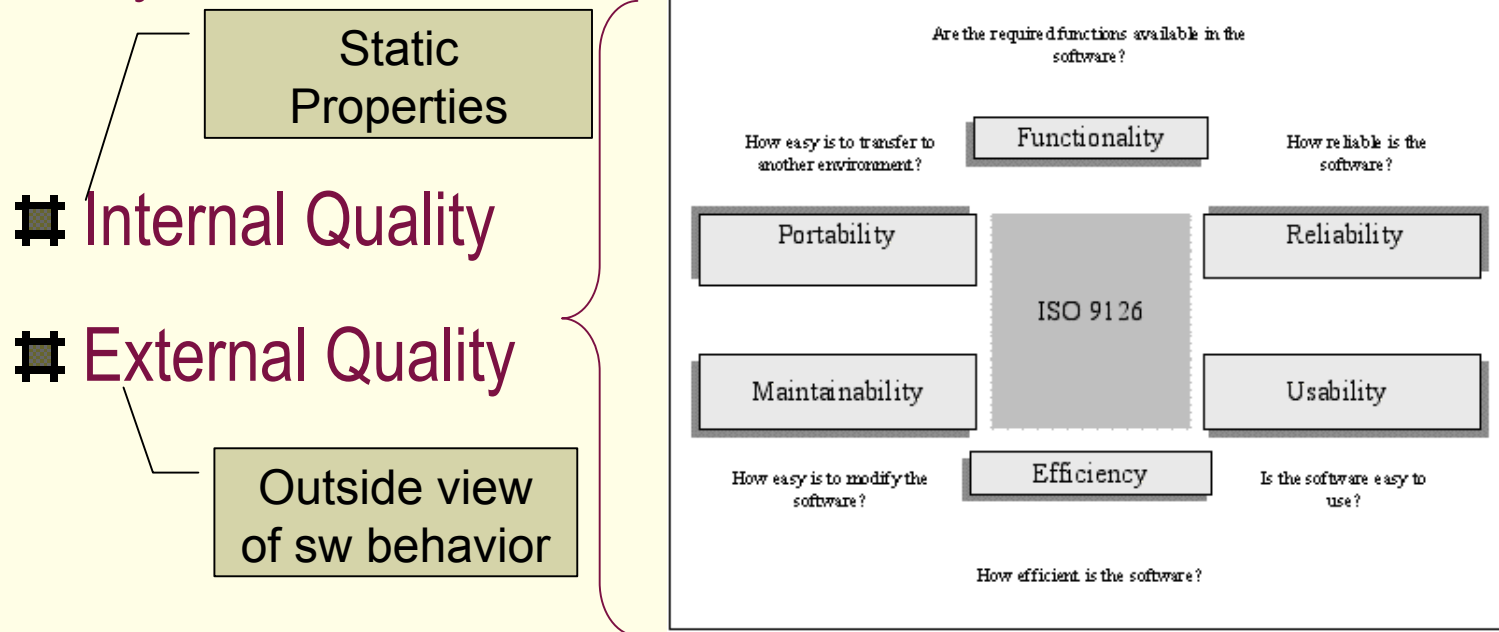 Static
Properties
Internal Quality
External Quality
Outside view
of sw behavior
Are the required functions available in the
software?
How easy is to transfer to
another environment?
Functionality
How reliable is the
software?
Portability
Reliability
ISO 9126
Maintainability
Usability
How easy is to modify the
software?
Efficiency
Is the software easy to
use?
How efficient is the software?